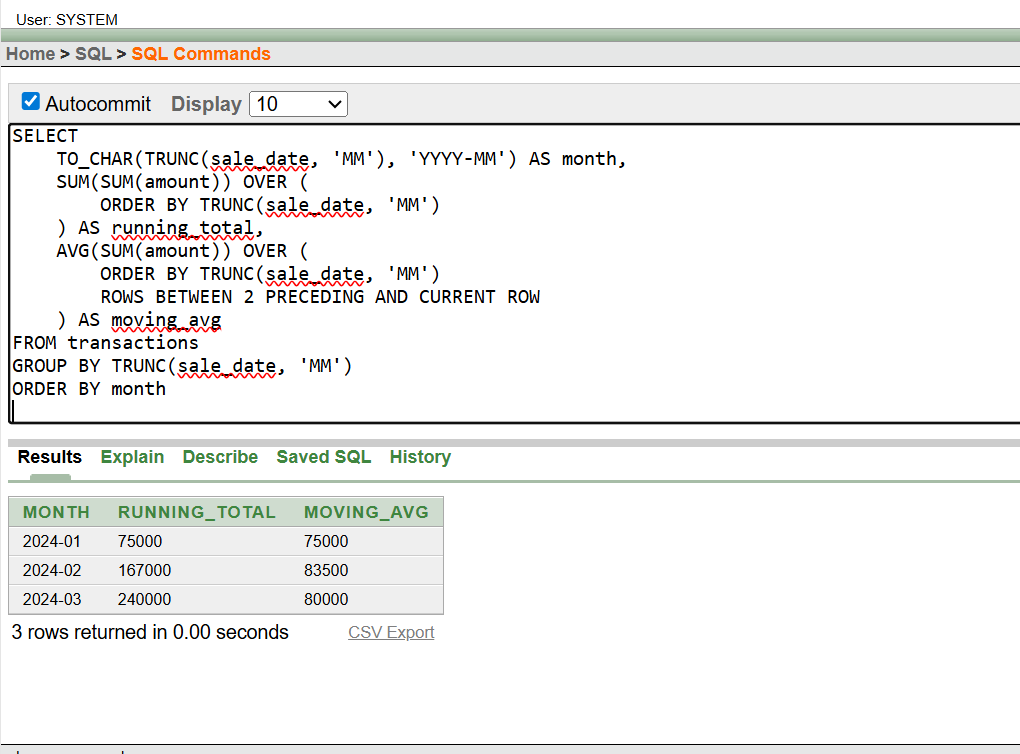 User: SYSTEM
Home > SQL > SQL Commands
Autocommit Display 10
SELECT
    TO_CHAR(TRUNC(sale_date, 'MM'), 'YYYY-MM') AS month,
    SUM(SUM(amount)) OVER (
        ORDER BY TRUNC(sale_date, 'MM')
    ) AS running_total,
    AVG(SUM(amount)) OVER (
        ORDER BY TRUNC(sale_date, 'MM')
        ROWS BETWEEN 2 PRECEDING AND CURRENT ROW
    ) AS moving_avg
FROM transactions
GROUP BY TRUNC(sale_date, 'MM')
ORDER BY month
Results Explain Describe Saved SQL History
MONTH RUNNING_TOTAL MOVING_AVG
2024-01 75000 75000
2024-02 167000 83500
2024-03 240000 80000
3 rows returned in 0.00 seconds CSV Export